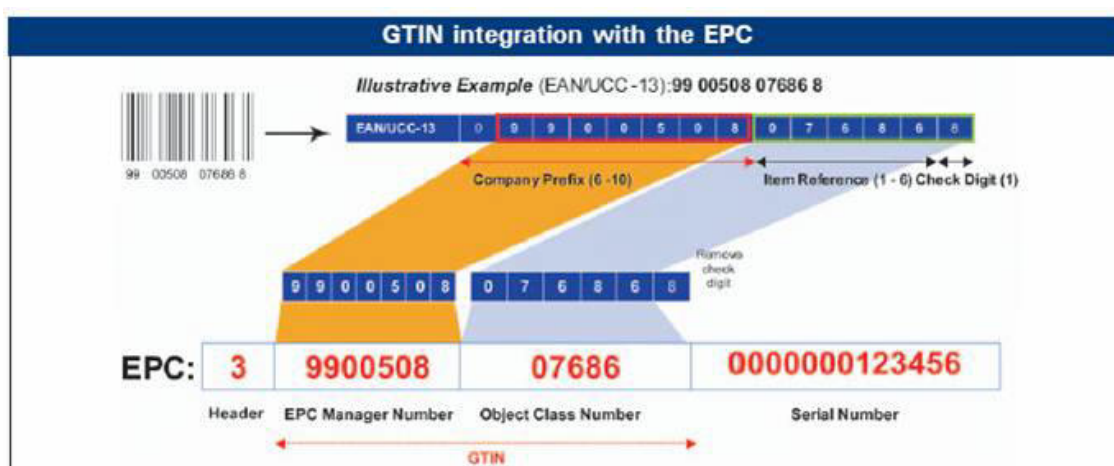 GTIN integration with the EPC
Illustrative Example (EAN/UCC-13):99 00508 07686 8
EAN/UCC-13 0 9 9 0 0 5 0 8 0 7 6 8 6 8
99 00508 07686 8
Company Prefix (6 -10)
Item Reference (1 - 6) Check Digit (1)
Remove
check
digit
9 9 0 0 5 0 8 0 7 6 8 6 8
EPC: 3 9900508 07686 0000000123456
Header EPC Manager Number Object Class Number Serial Number
GTIN